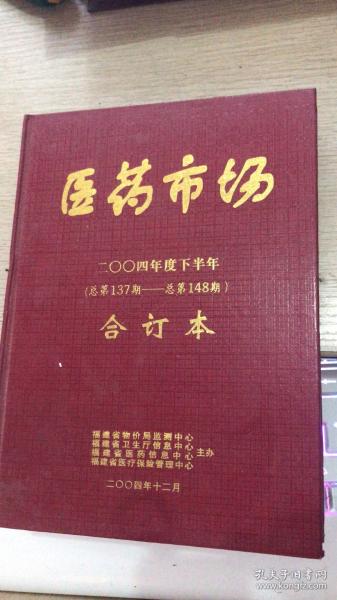 医药市场
二〇〇四年度下半年
(总第137期——总第148期)
合订本
福建省物价局监测中心
福建省卫生厅信息中心
福建省医药信息中心
福建省医疗保险管理中心
主办
二〇〇四年十二月
孔夫子旧书网